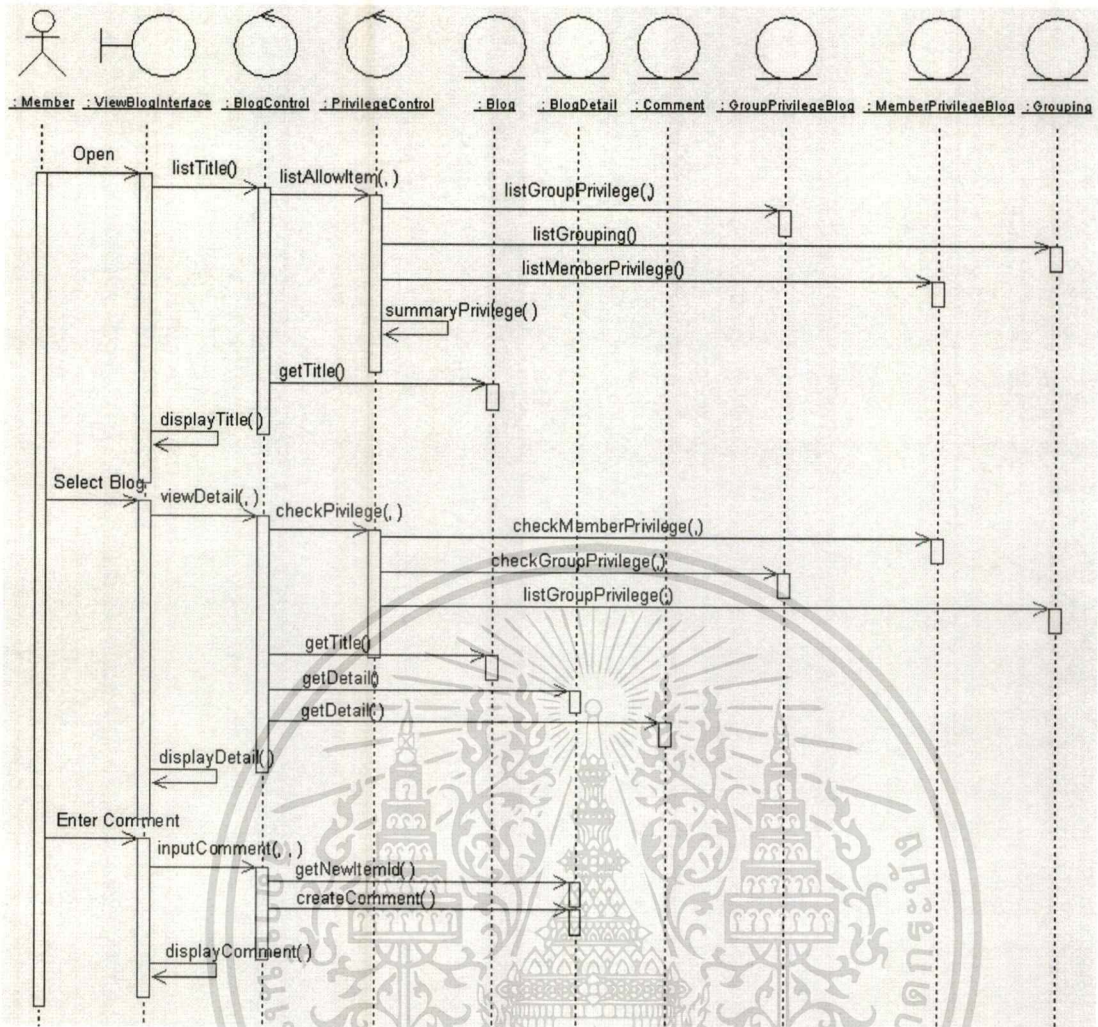 : Member
: ViewBlogInterface
: BlogControl
: PrivilegeControl
: Blog
: BlogDetail
: Comment
: GroupPrivilegeBlog
: MemberPrivilegeBlog
: Grouping
Open
listTitle()
listAllowItem(, )
listGroupPrivilege(,)
listGrouping()
listMemberPrivilege()
summaryPrivilege( )
getTitle()
displayTitle( )
Select Blog
viewDetail(, )
checkPivilege(, )
checkMemberPrivilege(,)
checkGroupPrivilege(,)
listGroupPrivilege(,)
getTitle()
getDetail()
getDetail( )
displayDetail( )
Enter Comment
inputComment(, , )
getNewItemId( )
createComment( )
displayComment( )